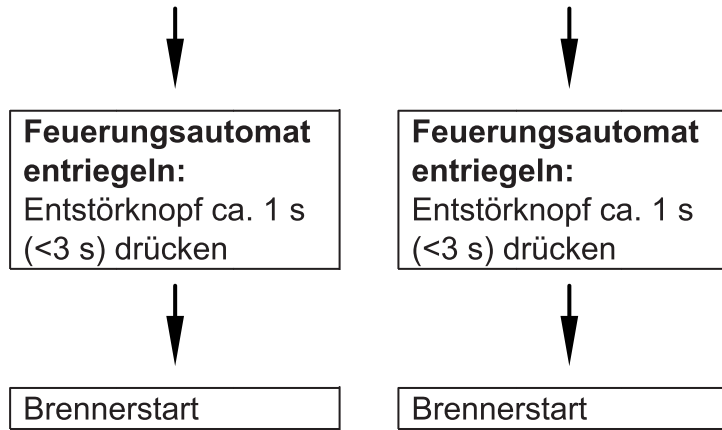 Feuerungsautomat
entriegeln:
Entstörknopf ca. 1 s
(<3 s) drücken
Brennerstart
Feuerungsautomat
entriegeln:
Entstörknopf ca. 1 s
(<3 s) drücken
Brennerstart